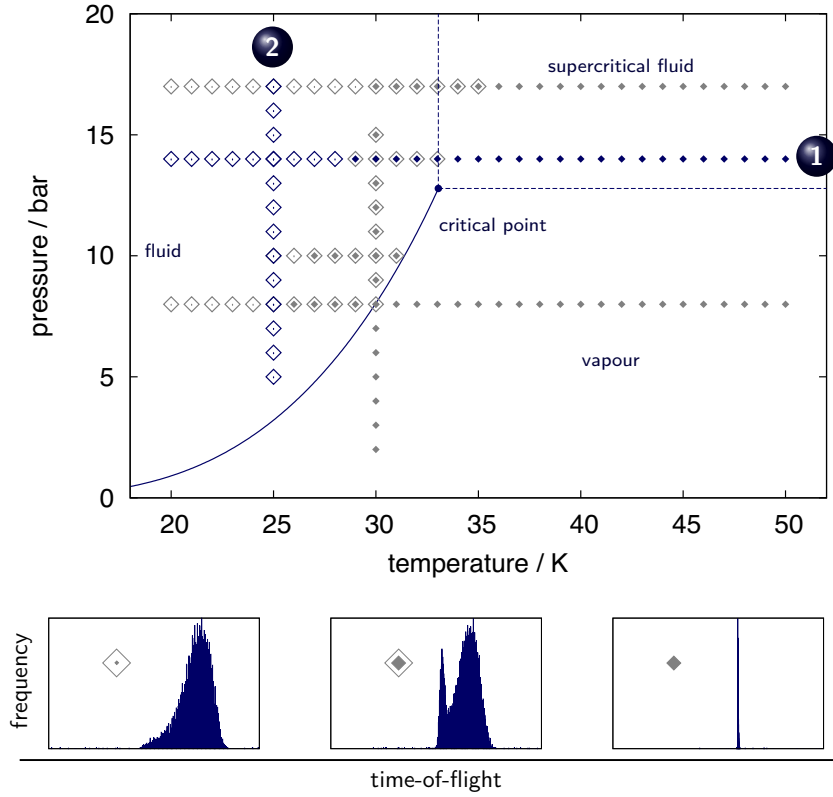 20
15
10
5
0
pressure / bar
2
supercritical fluid
1
critical point
fluid
vapour
20 25 30 35 40 45 50
temperature / K
frequency
time-of-flight